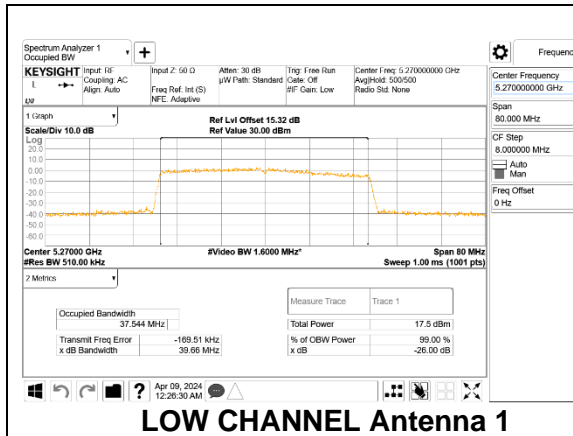 Spectrum Analyzer 1
Occupied BW
Frequenc
KEYSIGHT Input: RF Input Z: 50 Ω Atten: 30 dB Trig: Free Run Center Freq: 5.270000000 GHz
L Coupling: AC µW Path: Standard Gate: Off Avg|Hold: 500/500
Align: Auto Freq Ref: Int (S) #IF Gain: Low Radio Std: None
NFE: Adaptive
Center Frequency
5.270000000 GHz
Span
80.000 MHz
CF Step
8.000000 MHz
Auto
Man
Freq Offset
0 Hz
1 Graph
Ref Lvl Offset 15.32 dB
Scale/Div 10.0 dB Ref Value 30.00 dBm
Log
20.0
10.0
0.00
-10.0
-20.0
-30.0
-40.0
-50.0
-60.0
Center 5.27000 GHz #Video BW 1.6000 MHz* Span 80 MHz
#Res BW 510.00 kHz Sweep 1.00 ms (1001 pts)
2 Metrics
Measure Trace Trace 1
Occupied Bandwidth
37.544 MHz Total Power 17.5 dBm
Transmit Freq Error -169.51 kHz % of OBW Power 99.00 %
x dB Bandwidth 39.66 MHz x dB -26.00 dB
Apr 09, 2024
12:26:30 AM
LOW CHANNEL Antenna 1